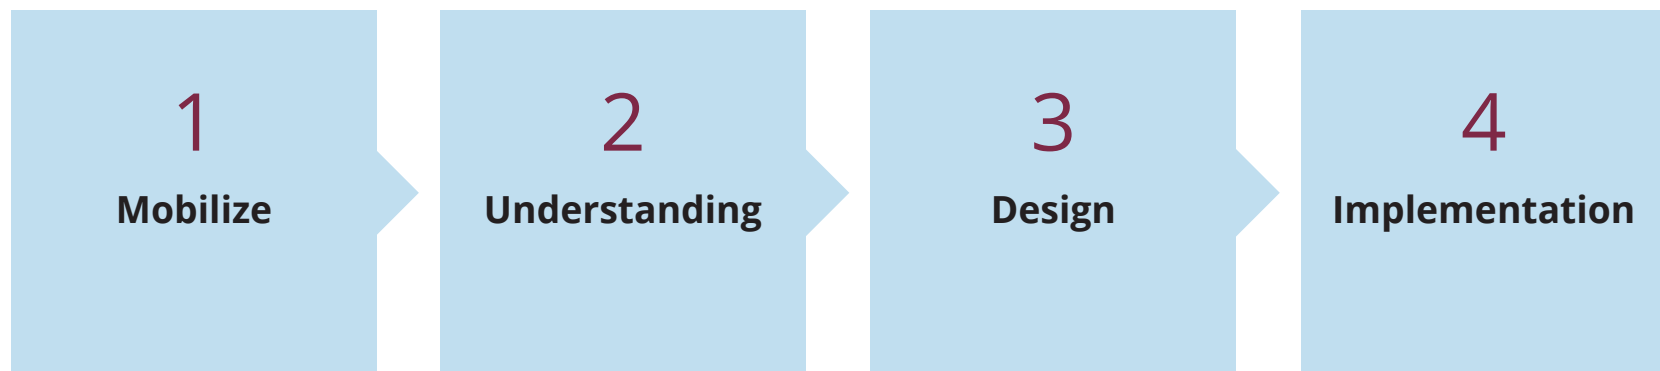 1
Mobilize
2
Understanding
3
Design
4
Implementation